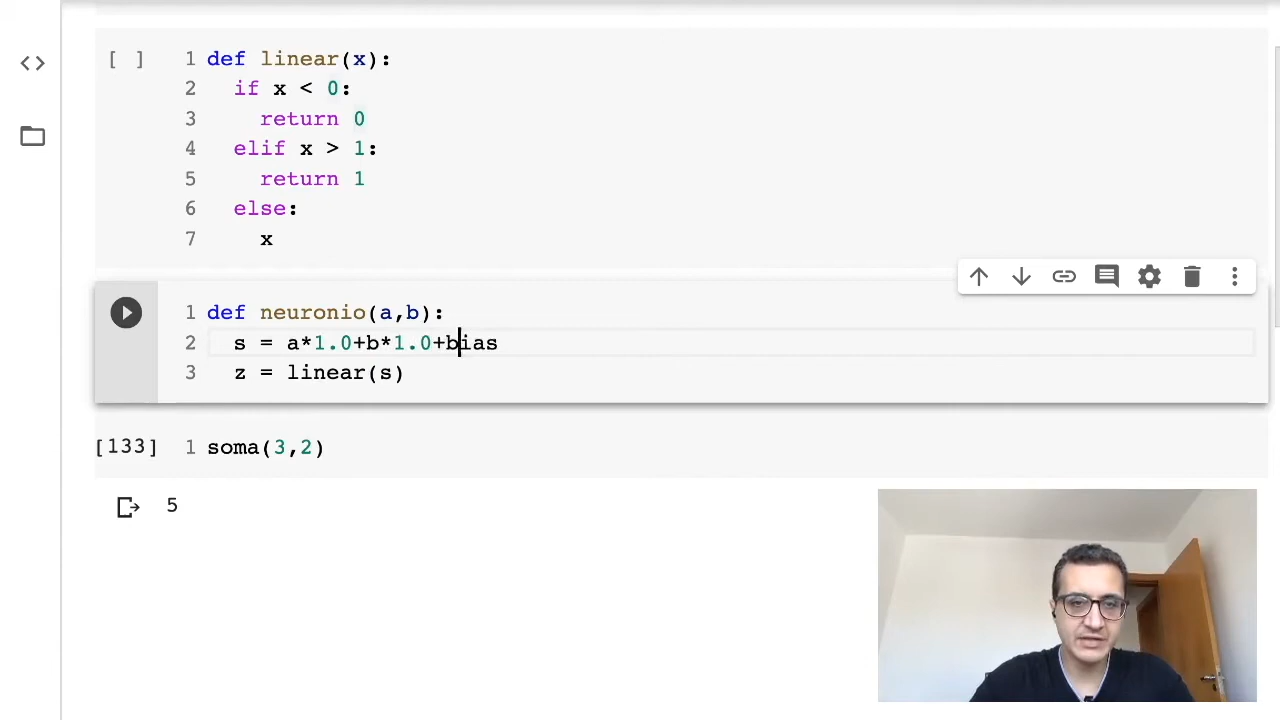 [ ] 1 def linear(x):
2 if x < 0:
3 return 0
4 elif x > 1:
5 return 1
6 else:
7 x
1 def neuronio(a,b):
2 s = a*1.0+b*1.0+bias
3 z = linear(s)
[133] 1 soma(3,2)
5